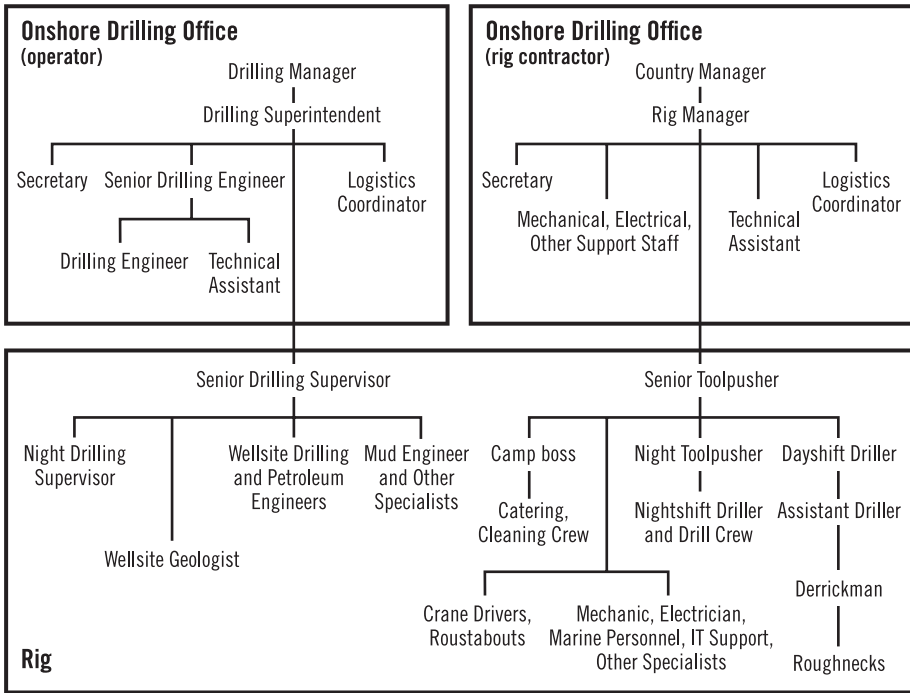 Onshore Drilling Office
(operator)
Drilling Manager
Drilling Superintendent
Secretary
Senior Drilling Engineer
Logistics
Coordinator
Drilling Engineer
Technical
Assistant
Onshore Drilling Office
(rig contractor)
Country Manager
Rig Manager
Secretary
Mechanical, Electrical,
Other Support Staff
Technical
Assistant
Logistics
Coordinator
Senior Drilling Supervisor
Night Drilling
Supervisor
Wellsite Geologist
Wellsite Drilling
and Petroleum
Engineers
Mud Engineer
and Other
Specialists
Senior Toolpusher
Camp boss
Catering,
Cleaning Crew
Crane Drivers,
Roustabouts
Mechanic, Electrician,
Marine Personnel, IT Support,
Other Specialists
Night Toolpusher
Nightshift Driller
and Drill Crew
Dayshift Driller
Assistant Driller
Derrickman
Roughnecks
Rig